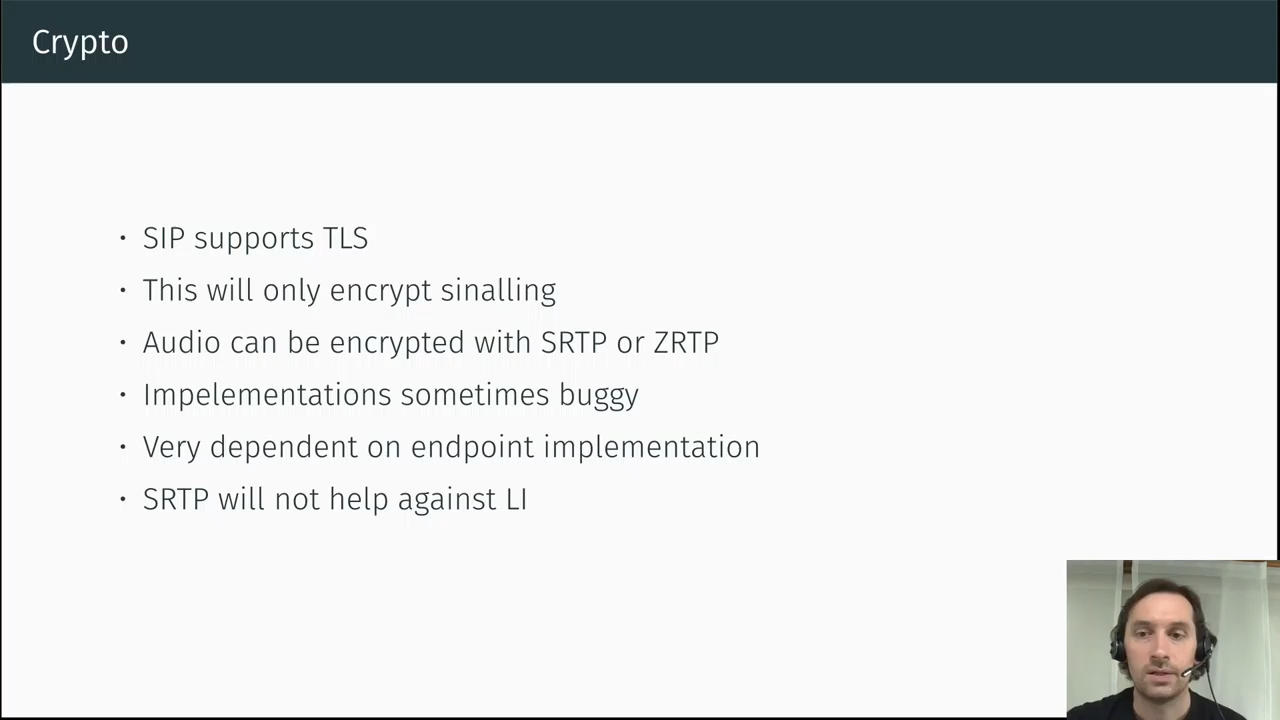 Crypto
• SIP supports TLS
• This will only encrypt sinalling
• Audio can be encrypted with SRTP or ZRTP
• Impelementations sometimes buggy
• Very dependent on endpoint implementation
• SRTP will not help against LI